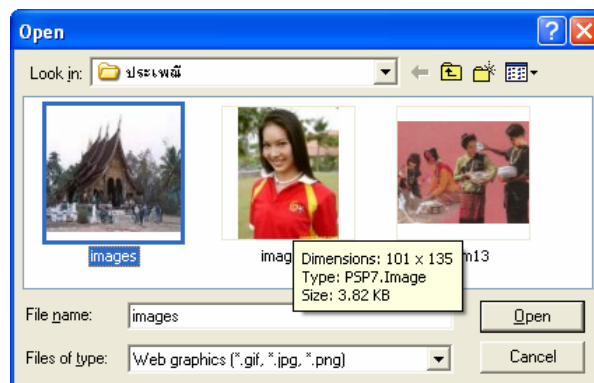 Open
Look in: ประเพณี
images
imag
m13
Dimensions: 101 x 135
Type: PSP7.Image
Size: 3.82 KB
File name: images
Open
Files of type: Web graphics (*.gif, *.jpg, *.png)
Cancel